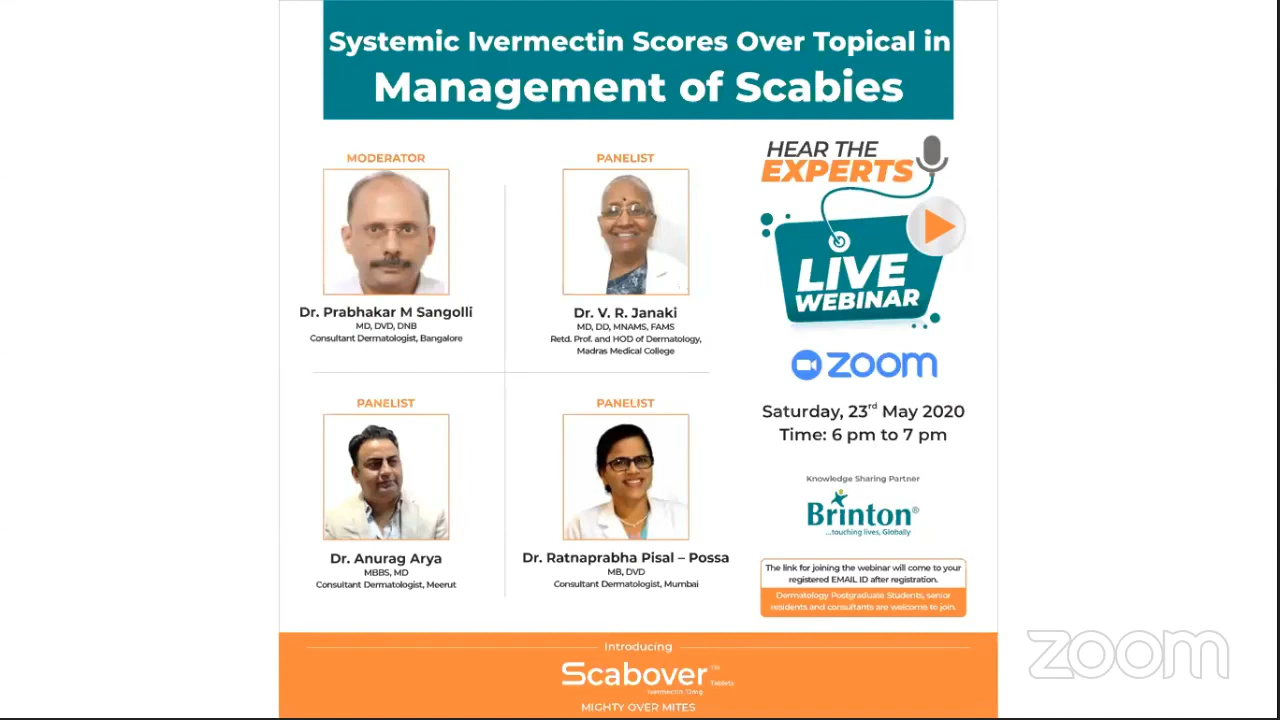 Systemic Ivermectin Scores Over Topical in
Management of Scabies
MODERATOR
Dr. Prabhakar M Sangolli
MD, DVD, DNB
Consultant Dermatologist, Bangalore
PANELIST
Dr. V. R. Janaki
MD, DD, MNAMS, FAMS
Retd. Prof. and HOD of Dermatology,
Madras Medical College
PANELIST
Dr. Anurag Arya
MBBS, MD
Consultant Dermatologist, Meerut
PANELIST
Dr. Ratnaprabha Pisal – Possa
MB, DVD
Consultant Dermatologist, Mumbai
HEAR THE
EXPERTS
LIVE
WEBINAR
zoom
Saturday, 23rd May 2020
Time: 6 pm to 7 pm
Knowledge Sharing Partner
Brinton®
...touching lives, Globally
The link for joining the webinar will come to your
registered EMAIL ID after registration.
Dermatology Postgraduate Students, senior
residents and consultants are welcome to join.
Introducing
Scabover™
Tablets
Ivermectin, 12mg
MIGHTY OVER MITES
zoom